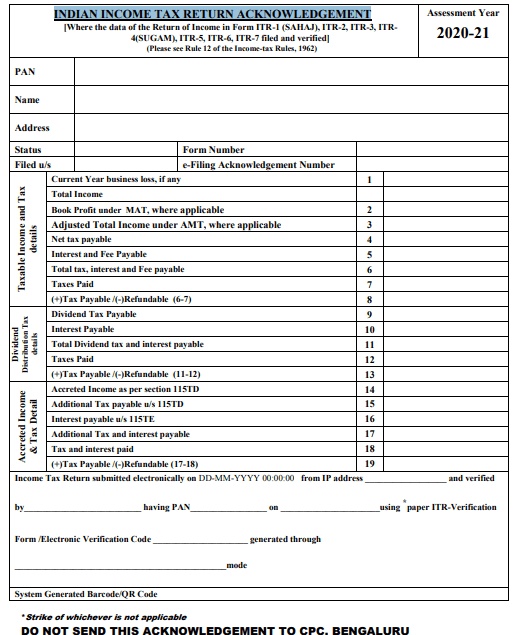 INDIAN INCOME TAX RETURN ACKNOWLEDGEMENT
[Where the data of the Return of Income in Form ITR-1 (SAHAJ), ITR-2, ITR-3, ITR-
4(SUGAM), ITR-5, ITR-6, ITR-7 filed and verified]
(Please see Rule 12 of the Income-tax Rules, 1962)
Assessment Year
2020-21
PAN
Name
Address
Status Form Number
Filed u/s e-Filing Acknowledgement Number
Taxable Income and Tax
details
Current Year business loss, if any 1
Total Income
Book Profit under MAT, where applicable 2
Adjusted Total Income under AMT, where applicable 3
Net tax payable 4
Interest and Fee Payable 5
Total tax, interest and Fee payable 6
Taxes Paid 7
(+)Tax Payable /(-)Refundable (6-7) 8
Dividend
Distribution Tax
details
Dividend Tax Payable 9
Interest Payable 10
Total Dividend tax and interest payable 11
Taxes Paid 12
(+)Tax Payable /(-)Refundable (11-12) 13
Accreted Income
& Tax Detail
Accreted Income as per section 115TD 14
Additional Tax payable u/s 115TD 15
Interest payable u/s 115TE 16
Additional Tax and interest payable 17
Tax and interest paid 18
(+)Tax Payable /(-)Refundable (17-18) 19
Income Tax Return submitted electronically on DD-MM-YYYY 00:00:00 from IP address ________________ and verified
by________________________ having PAN________________ on ____________________using *paper ITR-Verification
Form /Electronic Verification Code ___________________ generated through
___________________________________________mode
System Generated Barcode/QR Code
*Strike of whichever is not applicable
DO NOT SEND THIS ACKNOWLEDGEMENT TO CPC, BENGALURU